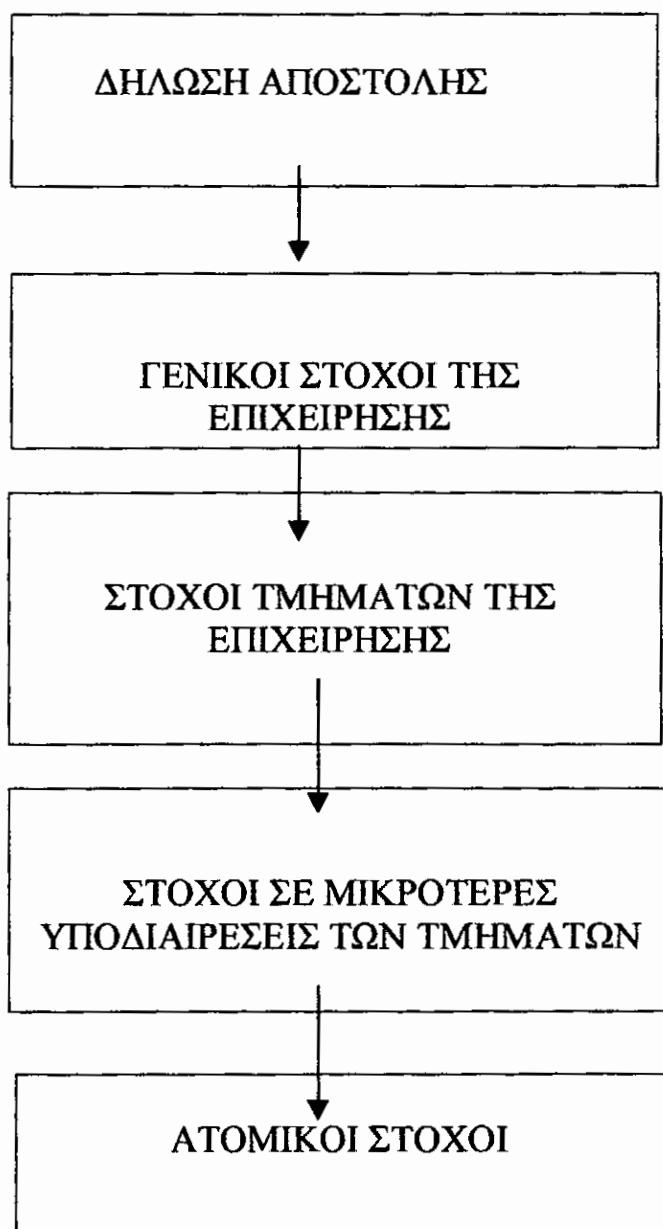 ΔΗΛΩΣΗ ΑΠΟΣΤΟΛΗΣ
ΓΕΝΙΚΟΙ ΣΤΟΧΟΙ ΤΗΣ
ΕΠΙΧΕΙΡΗΣΗΣ
ΣΤΟΧΟΙ ΤΜΗΜΑΤΩΝ ΤΗΣ
ΕΠΙΧΕΙΡΗΣΗΣ
ΣΤΟΧΟΙ ΣΕ ΜΙΚΡΟΤΕΡΕΣ
ΥΠΟΔΙΑΙΡΕΣΕΙΣ ΤΩΝ ΤΜΗΜΑΤΩΝ
ΑΤΟΜΙΚΟΙ ΣΤΟΧΟΙ